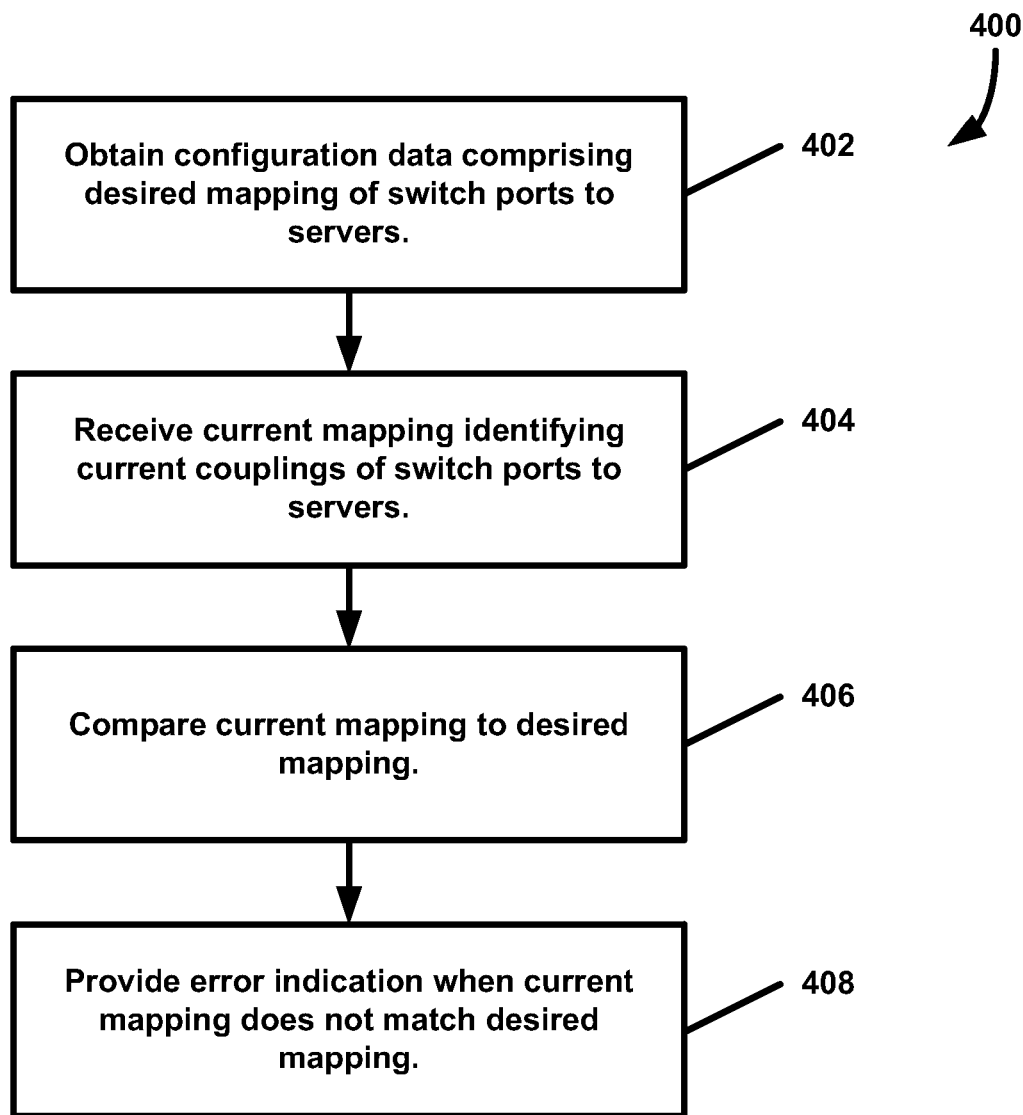 400
Obtain configuration data comprising
desired mapping of switch ports to
servers.
402
Receive current mapping identifying
current couplings of switch ports to
servers.
404
Compare current mapping to desired
mapping.
406
Provide error indication when current
mapping does not match desired
mapping.
408